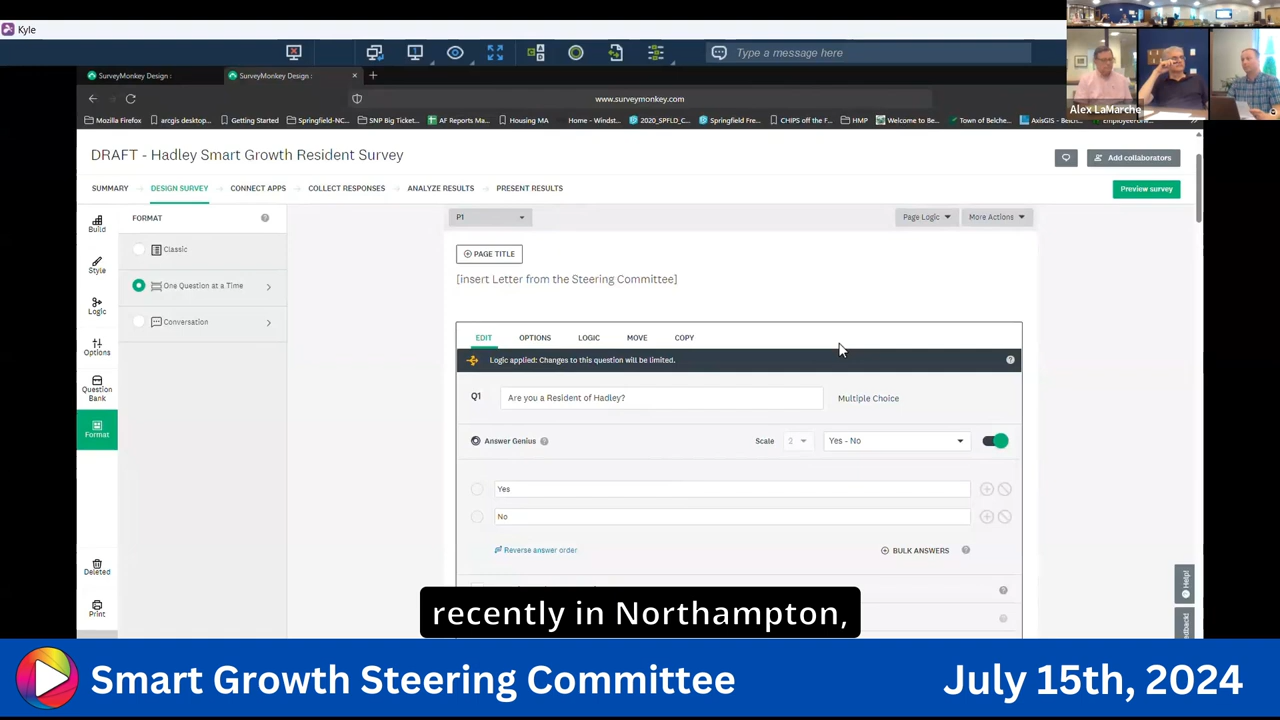 Kyle
Type a message here
Alex LaMarche
SurveyMonkey Design :
SurveyMonkey Design :
www.surveymonkey.com
Mozilla Firefox
arcgis desktop
Getting Started
Springfield-NC...
SNP Big Ticket...
AF Reports Ma...
Housing MA
Home - Windst...
2020_SPFLD_C...
Springfield Free...
CHIPS off the F...
HMP
Welcome to Be...
Town of Belche...
AxisGIS - Belch...
DRAFT - Hadley Smart Growth Resident Survey
Add collaborators
SUMMARY
DESIGN SURVEY
CONNECT APPS
COLLECT RESPONSES
ANALYZE RESULTS
PRESENT RESULTS
Preview survey
Build
Style
Logic
Options
Question
Bank
Format
Deleted
Print
FORMAT
Classic
One Question at a Time
Conversation
P1
Page Logic
More Actions
PAGE TITLE
[insert Letter from the Steering Committee]
EDIT
OPTIONS
LOGIC
MOVE
COPY
Logic applied: Changes to this question will be limited.
Q1
Are you a Resident of Hadley?
Multiple Choice
Answer Genius
Scale
2
Yes - No
Yes
No
Reverse answer order
BULK ANSWERS
Help!
recently in Northampton,
Smart Growth Steering Committee
July 15th, 2024